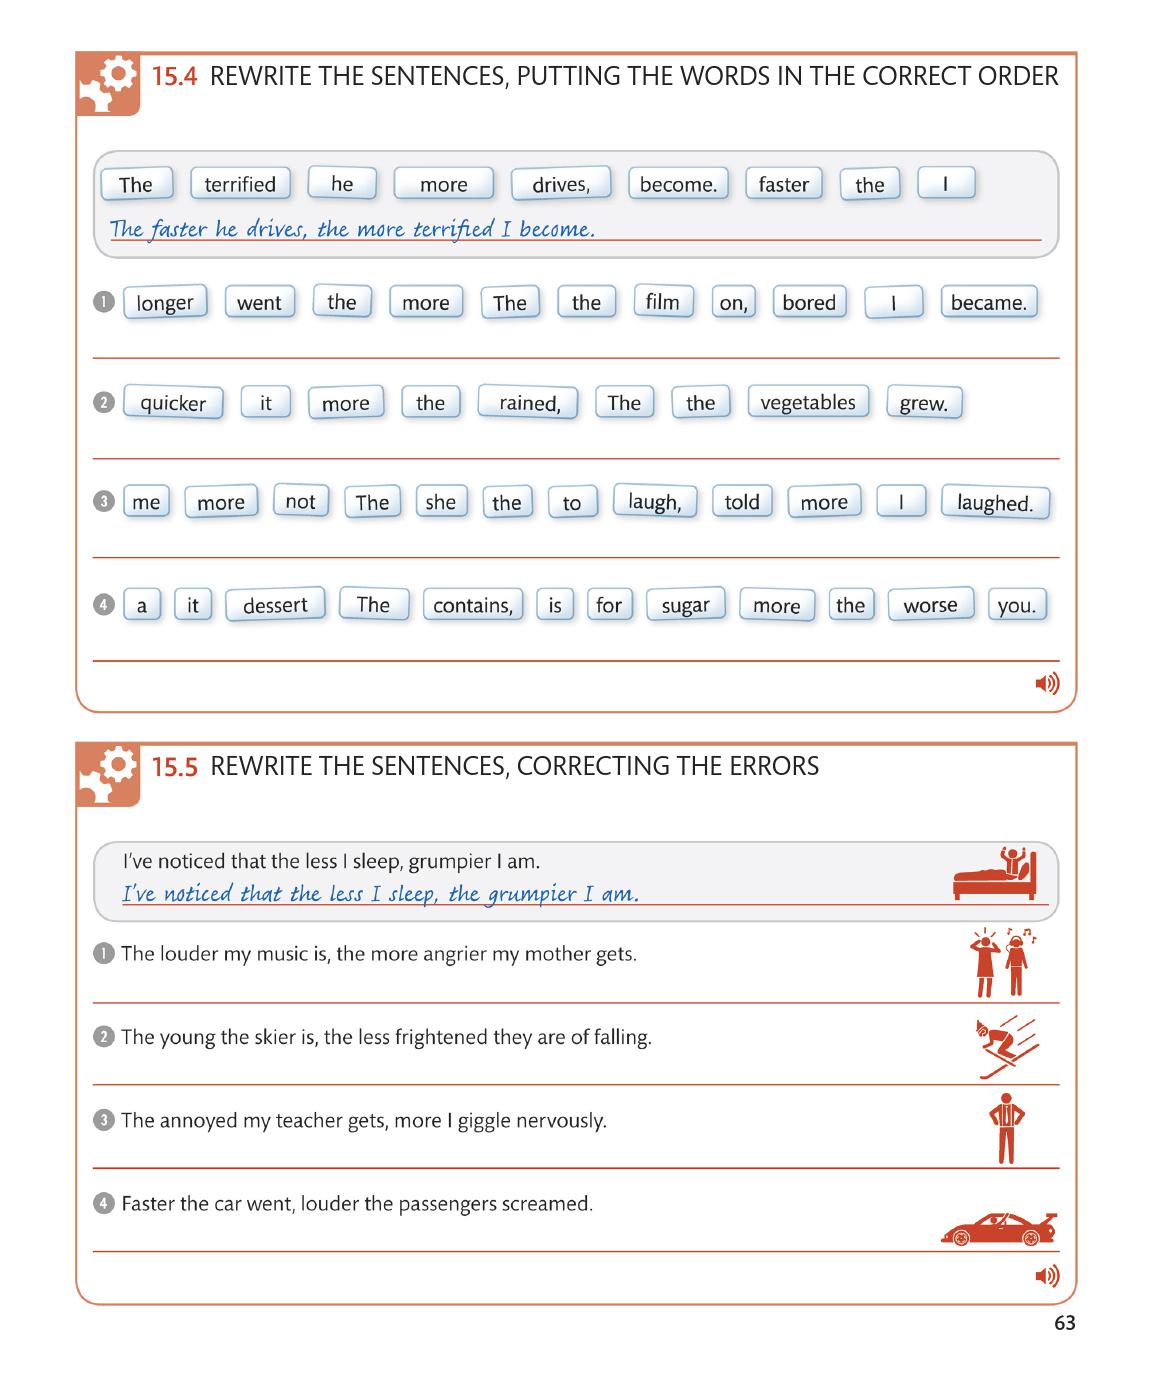 15.4 REWRITE THE SENTENCES, PUTTING THE WORDS IN THE CORRECT ORDER
The terrified he more drives, become. faster the I
The faster he drives, the more terrified I become.
1 longer went the more The the film on, bored I became.
2 quicker it more the rained, The the vegetables grew.
3 me more not The she the to laugh, told more I laughed.
4 a it dessert The contains, is for sugar more the worse you.
15.5 REWRITE THE SENTENCES, CORRECTING THE ERRORS
I've noticed that the less I sleep, grumpier I am.
I've noticed that the less I sleep, the grumpier I am.
1 The louder my music is, the more angrier my mother gets.
2 The young the skier is, the less frightened they are of falling.
3 The annoyed my teacher gets, more I giggle nervously.
4 Faster the car went, louder the passengers screamed.
63